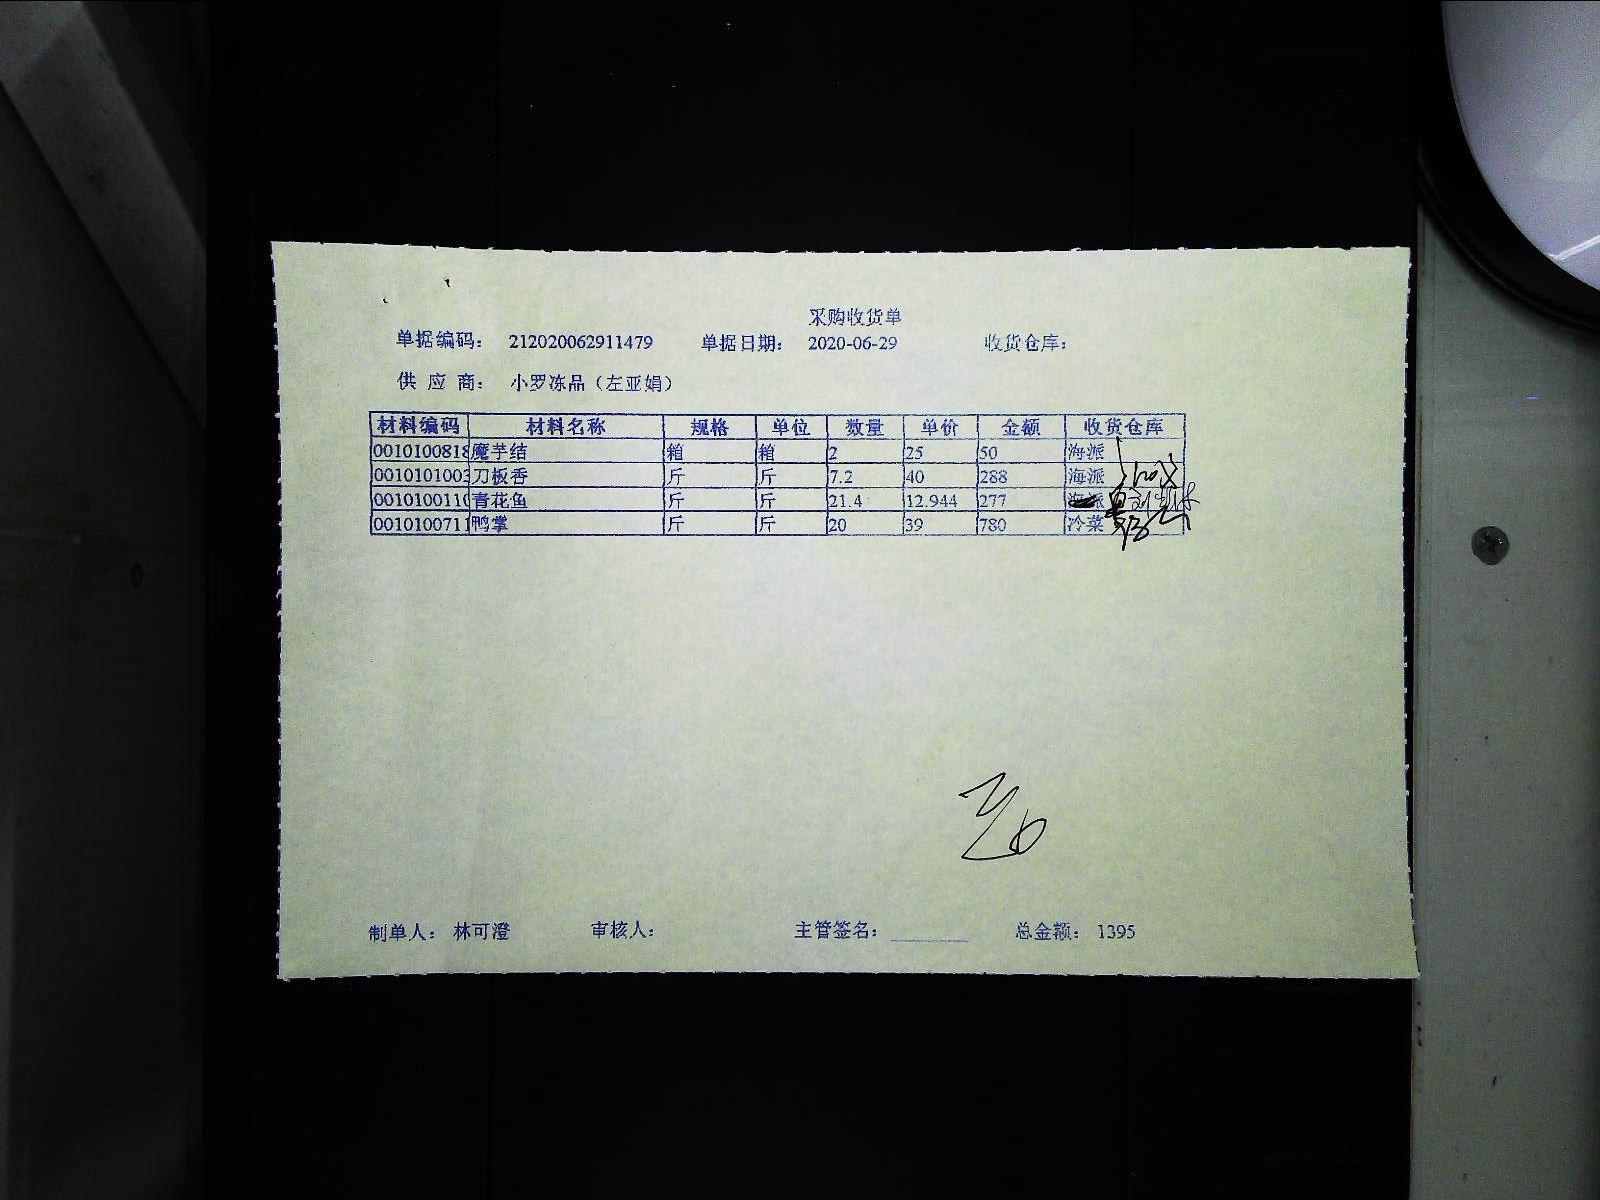 采购收货单
单据编码: 212020062911479 单据日期: 2020-06-29 收货仓库:
供 应 商: 小罗冻品（左亚娟）
材料编码 材料名称 规格 单位 数量 单价 金额 收货仓库
0010100818 魔芋结 箱 箱 2 25 50 海派
0010101003 刀板香 斤 斤 7.2 40 288 海派
0010100110 青花鱼 斤 斤 21.4 12.944 277 海派
0010100711 鸭掌 斤 斤 20 39 780 冷菜
制单人: 林可澄 审核人: 主管签名: 总金额: 1395